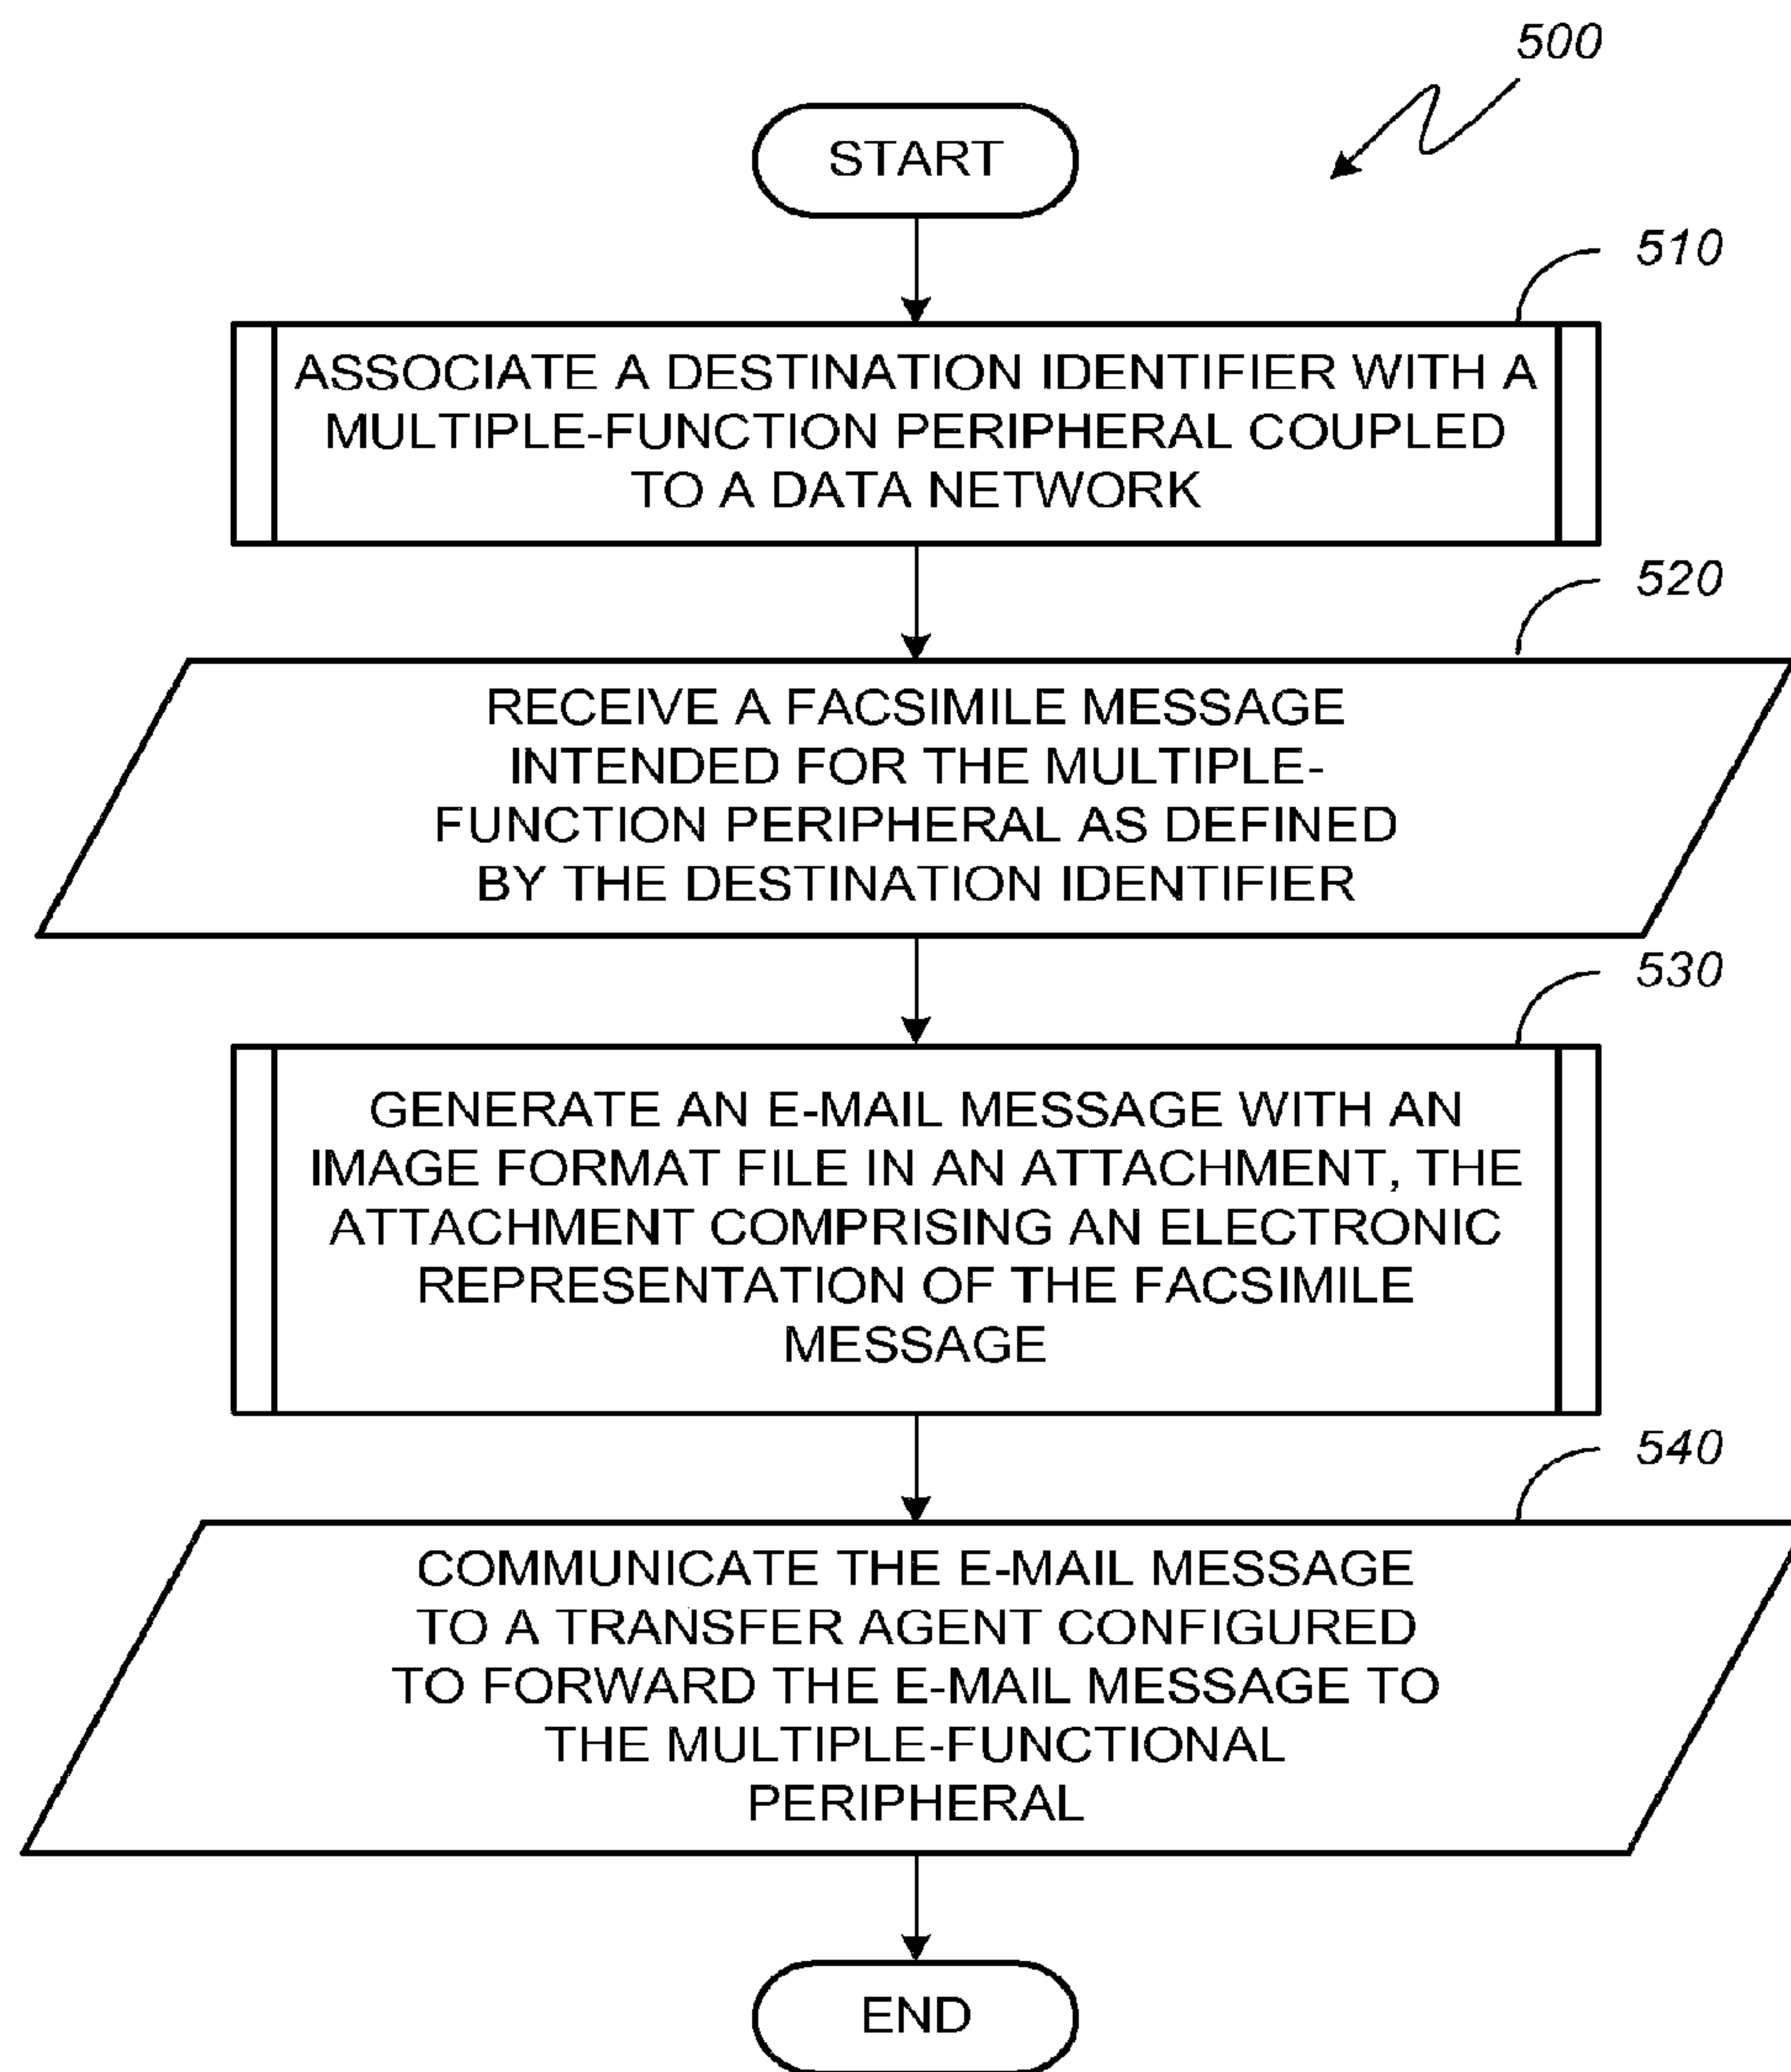 500
START
510
ASSOCIATE A DESTINATION IDENTIFIER WITH A
MULTIPLE-FUNCTION PERIPHERAL COUPLED
TO A DATA NETWORK
520
RECEIVE A FACSIMILE MESSAGE
INTENDED FOR THE MULTIPLE-
FUNCTION PERIPHERAL AS DEFINED
BY THE DESTINATION IDENTIFIER
530
GENERATE AN E-MAIL MESSAGE WITH AN
IMAGE FORMAT FILE IN AN ATTACHMENT, THE
ATTACHMENT COMPRISING AN ELECTRONIC
REPRESENTATION OF THE FACSIMILE
MESSAGE
540
COMMUNICATE THE E-MAIL MESSAGE
TO A TRANSFER AGENT CONFIGURED
TO FORWARD THE E-MAIL MESSAGE TO
THE MULTIPLE-FUNCTIONAL
PERIPHERAL
END